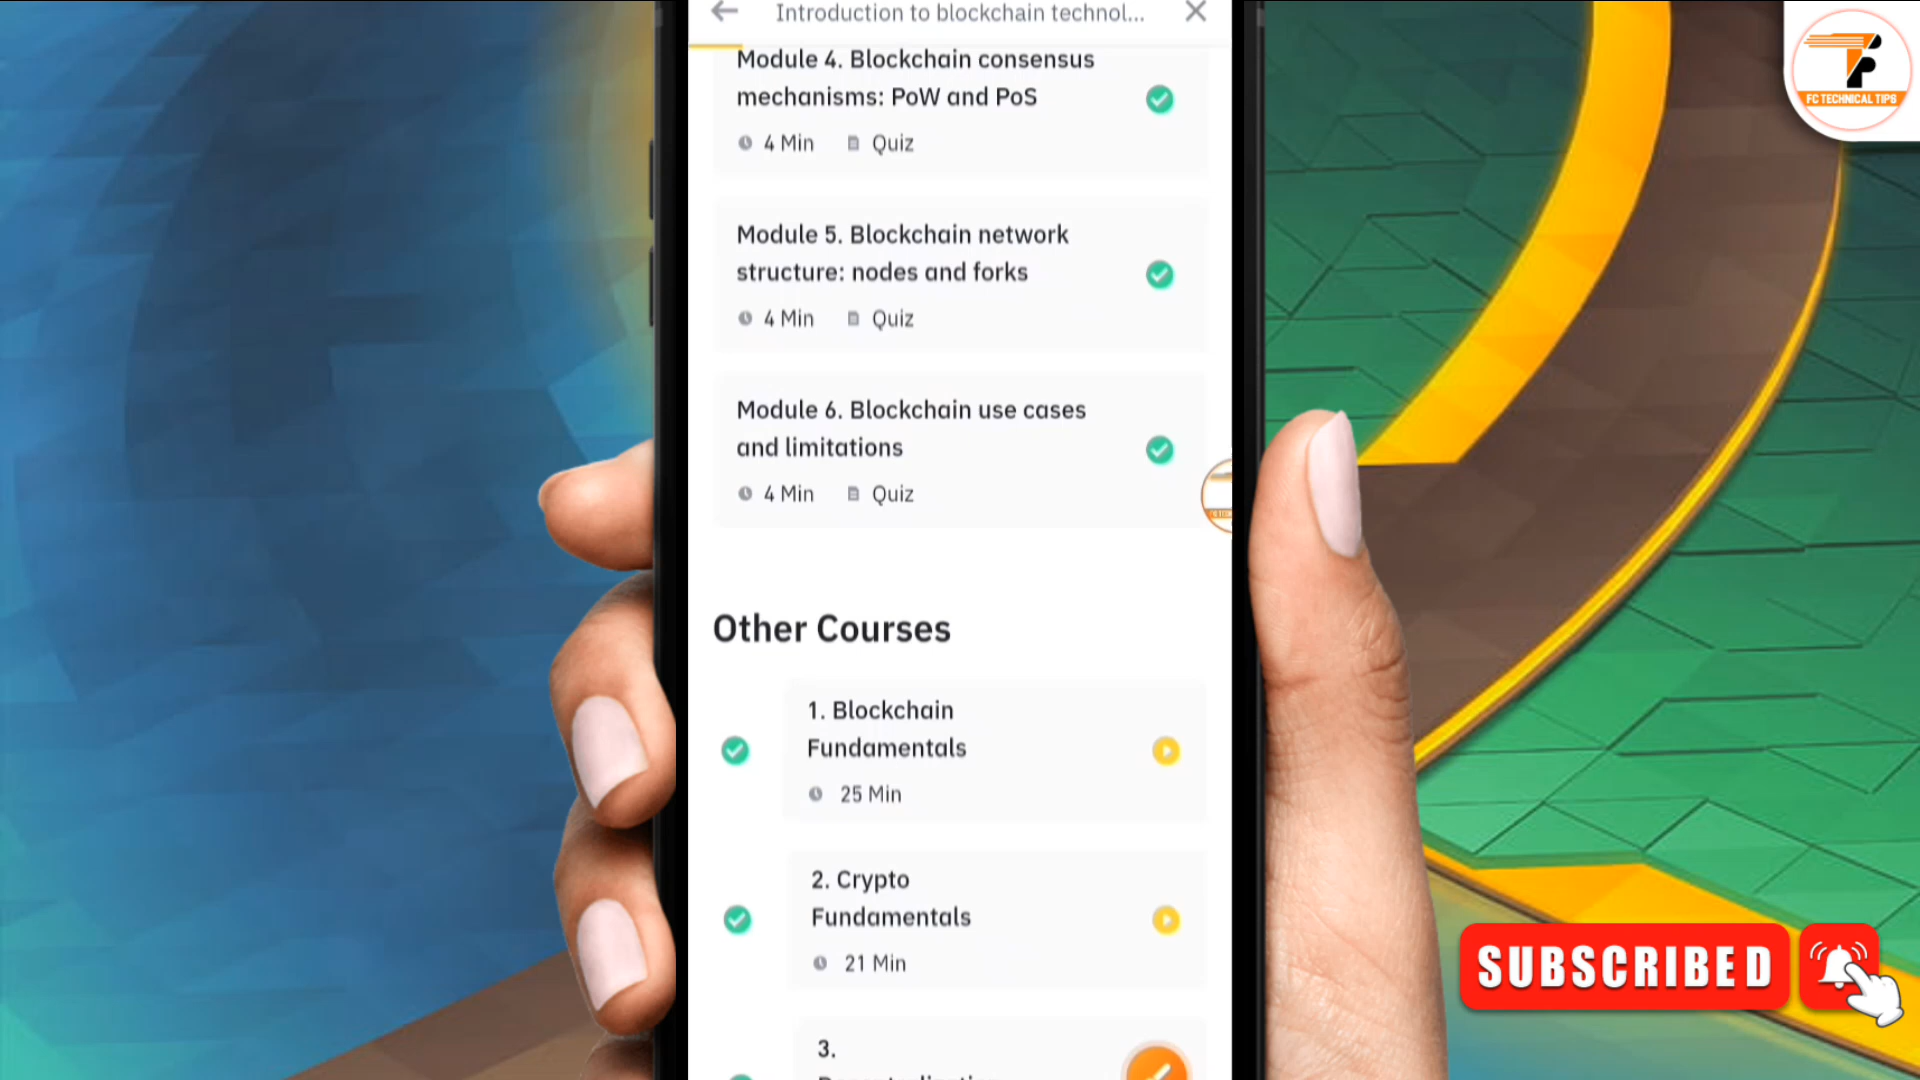 Introduction to blockchain technol...
Module 4. Blockchain consensus
mechanisms: PoW and PoS
4 Min Quiz
Module 5. Blockchain network
structure: nodes and forks
4 Min Quiz
Module 6. Blockchain use cases
and limitations
4 Min Quiz
Other Courses
1. Blockchain
Fundamentals
25 Min
2. Crypto
Fundamentals
21 Min
3.
FC TECHNICAL TIPS
SUBSCRIBED